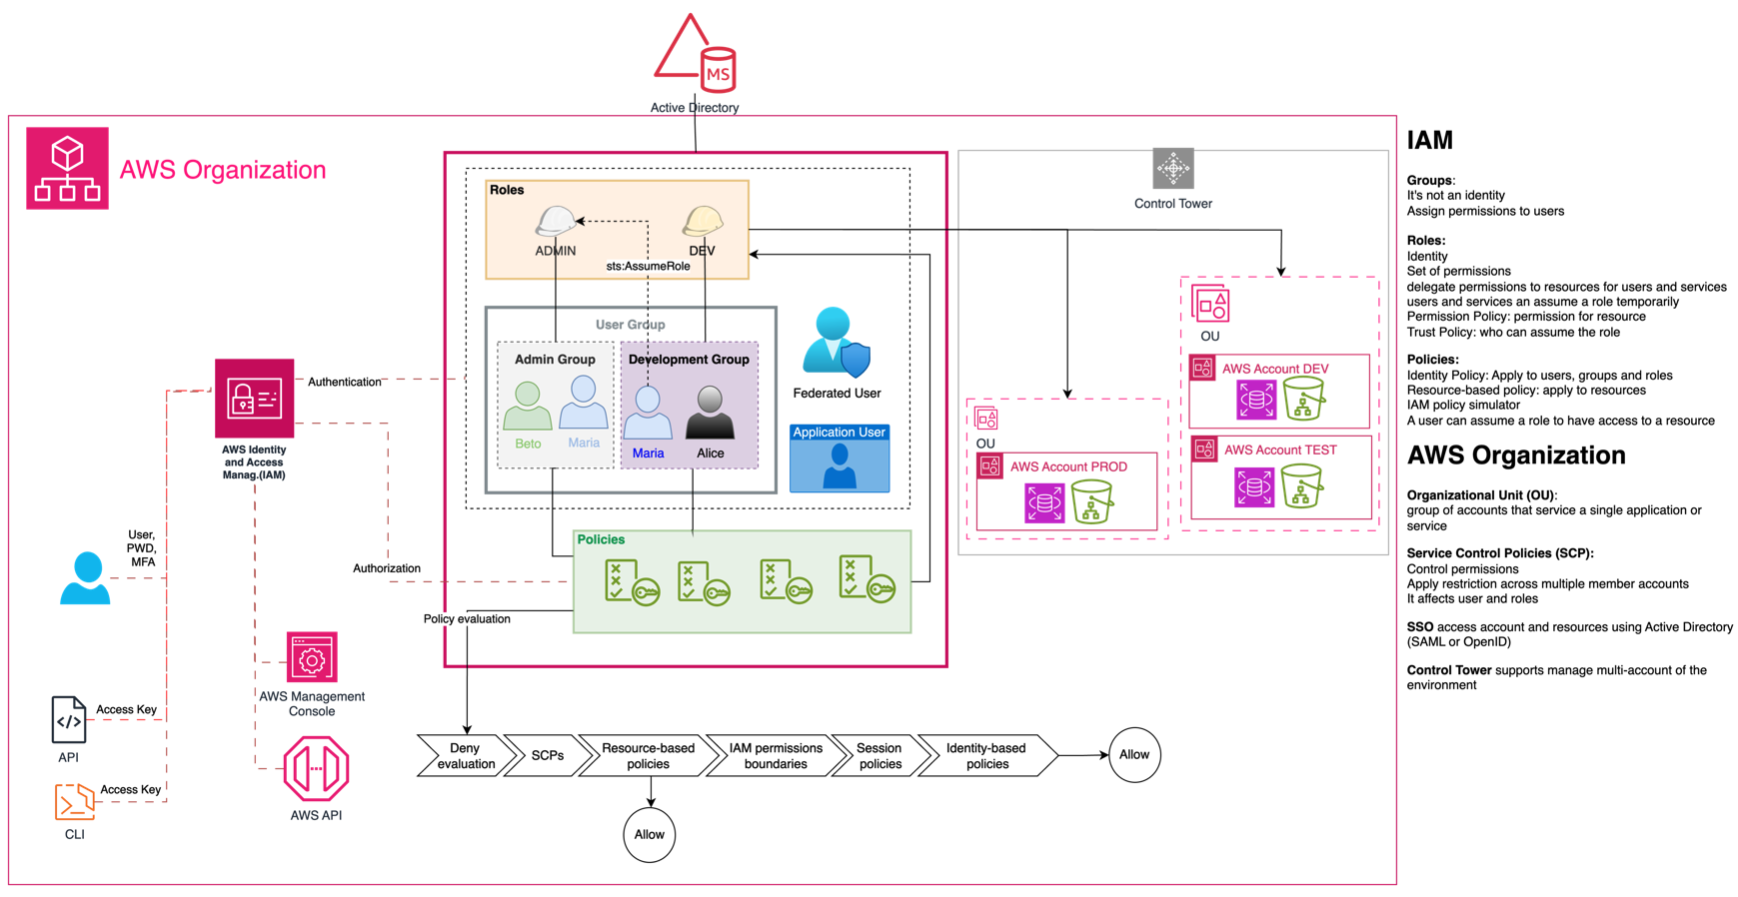 MS
Active Directory
AWS Organization
Roles
ADMIN
DEV
sts:AssumeRole
User Group
Admin Group
Development Group
Beto
Maria
Maria
Alice
Federated User
Application User
Policies
Authentication
Authorization
Policy evaluation
AWS Identity
and Access
Manag.(IAM)
User,
PWD,
MFA
Access Key
API
Access Key
CLI
AWS Management
Console
AWS API
Control Tower
OU
AWS Account DEV
AWS Account TEST
OU
AWS Account PROD
Deny
evaluation
SCPs
Resource-based
policies
IAM permissions
boundaries
Session
policies
Identity-based
policies
Allow
Allow
IAM
Groups:
It's not an identity
Assign permissions to users
Roles:
Identity
Set of permissions
delegate permissions to resources for users and services
users and services an assume a role temporarily
Permission Policy: permission for resource
Trust Policy: who can assume the role
Policies:
Identity Policy: Apply to users, groups and roles
Resource-based policy: apply to resources
IAM policy simulator
A user can assume a role to have access to a resource
AWS Organization
Organizational Unit (OU):
group of accounts that service a single application or
service
Service Control Policies (SCP):
Control permissions
Apply restriction across multiple member accounts
It affects user and roles
SSO access account and resources using Active Directory
(SAML or OpenID)
Control Tower supports manage multi-account of the
environment